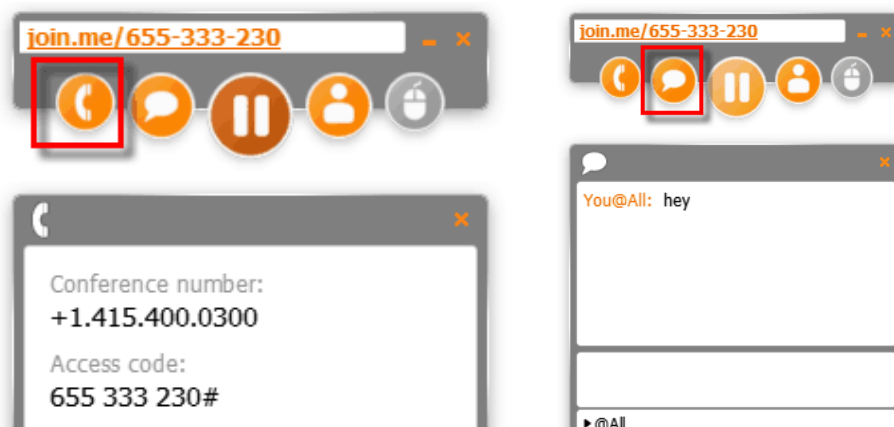 join.me/655-333-230
Conference number:
+1.415.400.0300
Access code:
655 333 230#
join.me/655-333-230
You@All: hey
@All